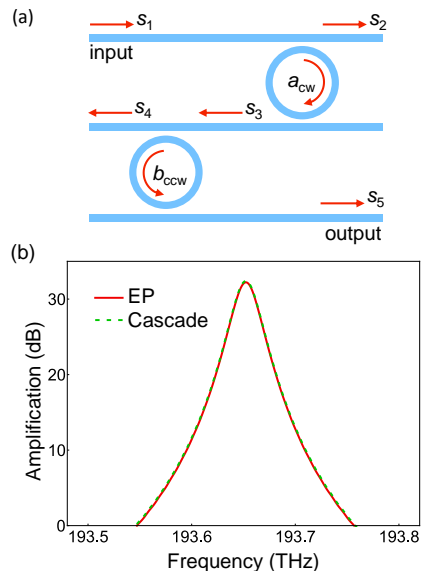 (a)
s1 s2
input
acw
s4 s3
bccw
s5
output
(b)
30
20
10
0
Amplification (dB)
EP
Cascade
193.5 193.6 193.7 193.8
Frequency (THz)